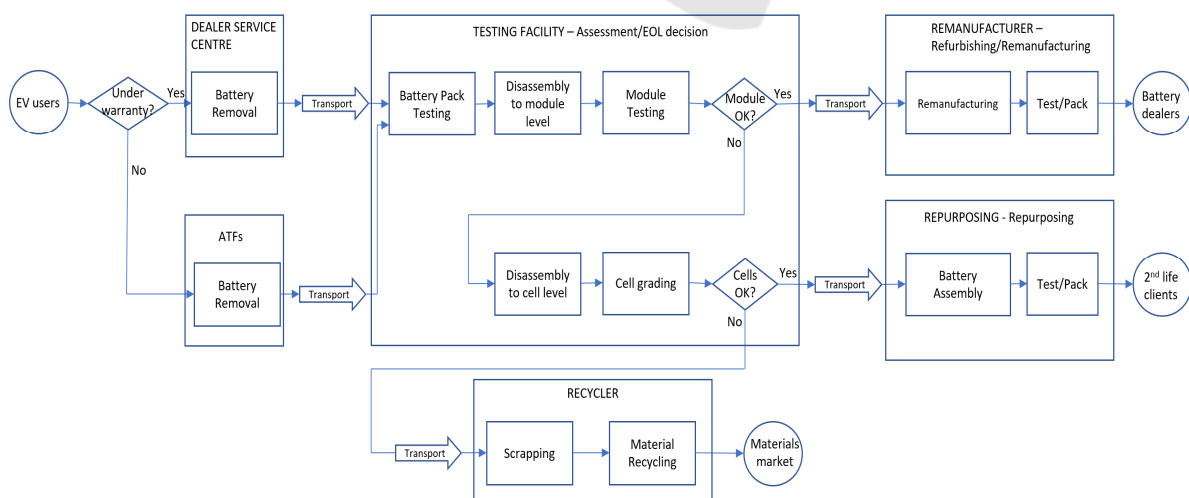 DEALER SERVICE
CENTRE
TESTING FACILITY – Assessment/EOL decision
REMANUFACTURER –
Refurbishing/Remanufacturing
EV users
Under
warranty?
Yes
No
Battery
Removal
Transport
Battery Pack
Testing
Disassembly
to module
level
Module
Testing
Module
OK?
Yes
No
Transport
Remanufacturing
Test/Pack
Battery
dealers
ATFs
Battery
Removal
Transport
Disassembly
to cell level
Cell grading
Cells
OK?
Yes
No
Transport
REPURPOSING - Repurposing
Battery
Assembly
Test/Pack
2nd life
clients
RECYCLER
Transport
Scrapping
Material
Recycling
Materials
market